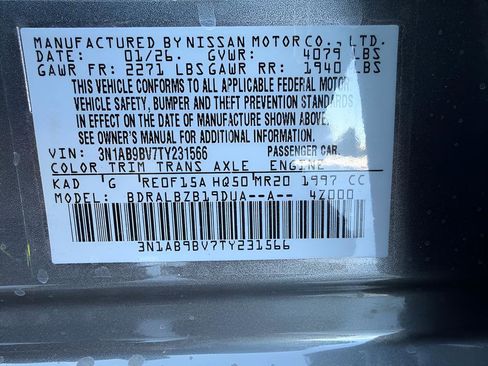 MANUFACTURED BY NISSAN MOTOR CO., LTD.
DATE: 01/26. GVWR: 4079 LBS
GAWR FR: 2271 LBS GAWR RR: 1940 LBS
THIS VEHICLE CONFORMS TO ALL APPLICABLE FEDERAL MOTOR
VEHICLE SAFETY, BUMPER AND THEFT PREVENTION STANDARDS
IN EFFECT ON THE DATE OF MANUFACTURE SHOWN ABOVE.
SEE OWNER'S MANUAL FOR ADDITIONAL INFORMATION
VIN: 3N1AB9BV7TY231566 PASSENGER CAR.
COLOR TRIM TRANS AXLE ENGINE
KAD G RE0F15A HQ50 MR20 1997 CC
MODEL: BDRALBZB19DUA--A-- 4Z000
3N1AB9BV7TY231566